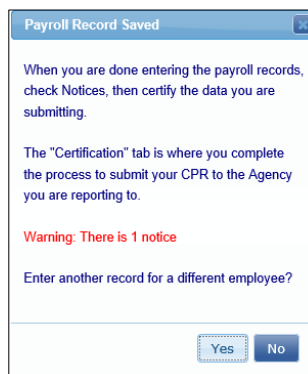 Payroll Record Saved
When you are done entering the payroll records,
check Notices, then certify the data you are
submitting.
The "Certification" tab is where you complete
the process to submit your CPR to the Agency
you are reporting to.
Warning: There is 1 notice
Enter another record for a different employee?
Yes No